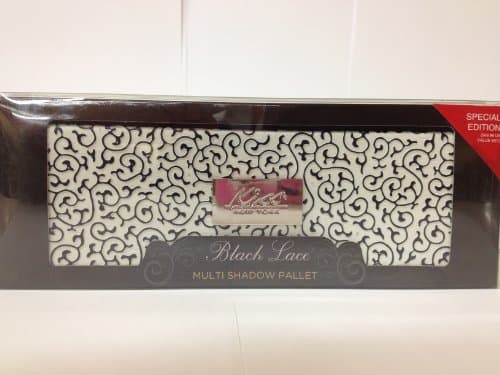 SPECIAL
EDITION
Kiss
NEW YORK
Black Lace
MULTI SHADOW PALLET